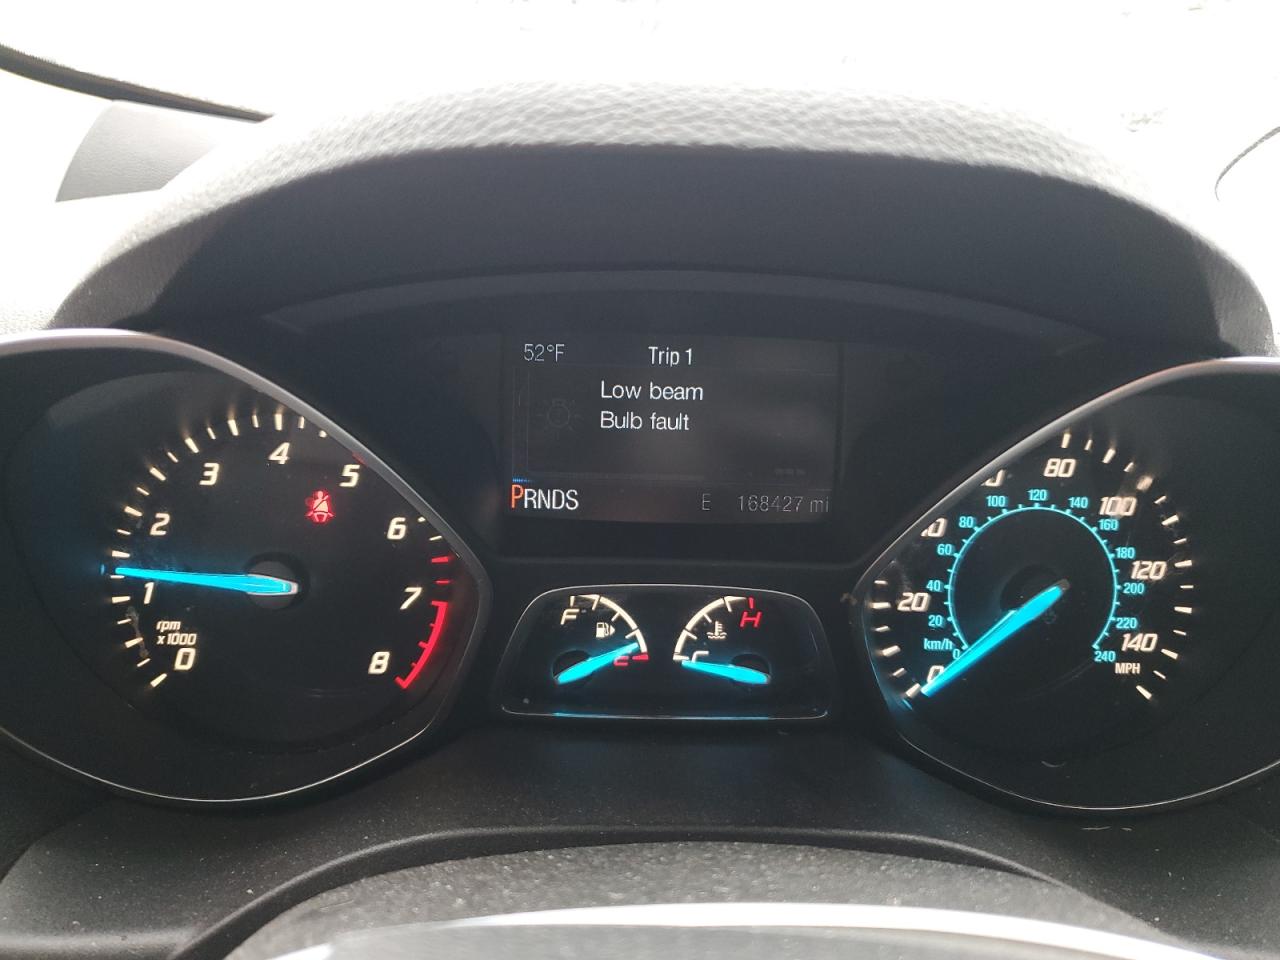 52°F Trip 1
Low beam
Bulb fault
PRNDS E 168427 mi
0 1 2 3 4 5 6 7 8
rpm
x1000
F E
C H
0 20 80 100 120 140
MPH
km/h
0 20 40 60 80 100 120 140 160 180 200 220 240